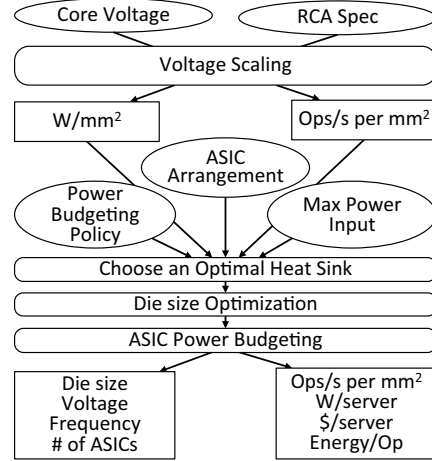 Core Voltage
RCA Spec
Voltage Scaling
W/mm²
Ops/s per mm²
ASIC
Arrangement
Power
Budgeting
Policy
Max Power
Input
Choose an Optimal Heat Sink
Die size Optimization
ASIC Power Budgeting
Die size
Voltage
Frequency
# of ASICs
Ops/s per mm²
W/server
$/server
Energy/Op